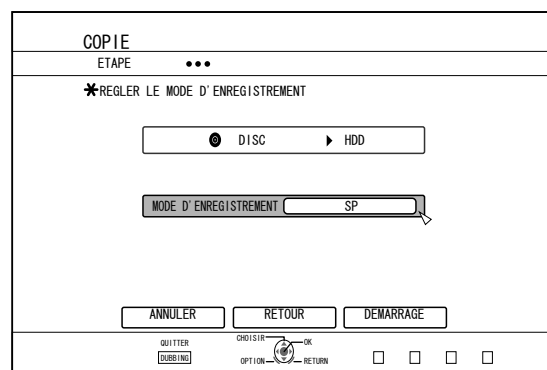 COPIE
ETAPE •••
*REGLER LE MODE D'ENREGISTREMENT
DISC ▶ HDD
MODE D'ENREGISTREMENT SP
ANNULER RETOUR DEMARRAGE
QUITTER CHOISIR OK
DUBBING OPTION RETURN